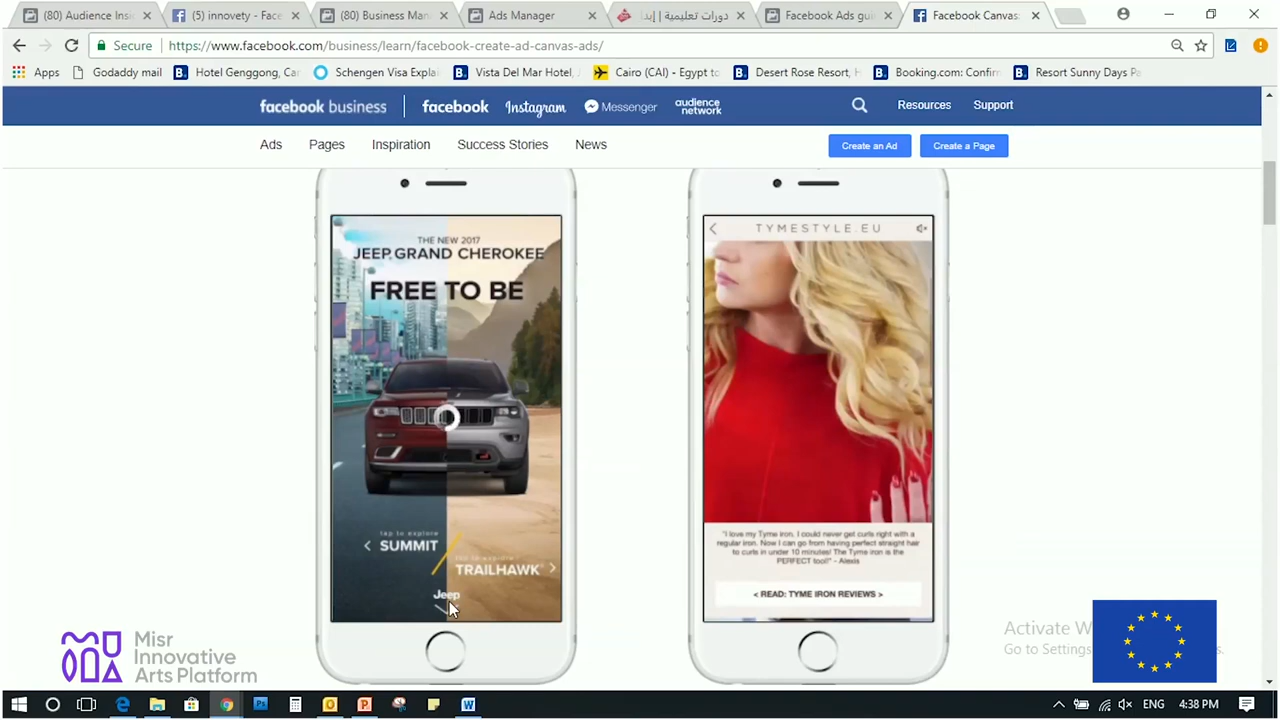 (80) Audience Insi
(5) innovety - Face
(80) Business Man
Ads Manager
دورات تعليمية | إبدا
Facebook Ads gui
Facebook Canvas
Secure
https://www.facebook.com/business/learn/facebook-create-ad-canvas-ads/
Apps
Godaddy mail
Hotel Genggong, Can
Schengen Visa Explai
Vista Del Mar Hotel,
Cairo (CAI) - Egypt to
Desert Rose Resort, H
Booking.com: Confirm
Resort Sunny Days Pa
facebook business
facebook
Instagram
Messenger
audience network
Resources
Support
Ads
Pages
Inspiration
Success Stories
News
Create an Ad
Create a Page
THE NEW 2017
JEEP GRAND CHEROKEE
FREE TO BE
tap to explore
SUMMIT
tap to explore
TRAILHAWK
Jeep
TYMESTYLE.EU
"I love my Tyme iron. I could never get curls right with a
regular iron. Now I can go from having perfect straight hair
to curls in under 10 minutes! The Tyme iron is the
PERFECT tool!" - Alexis
< READ: TYME IRON REVIEWS >
Activate W
Go to Settings
Misr
Innovative
Arts Platform
ENG
4:38 PM